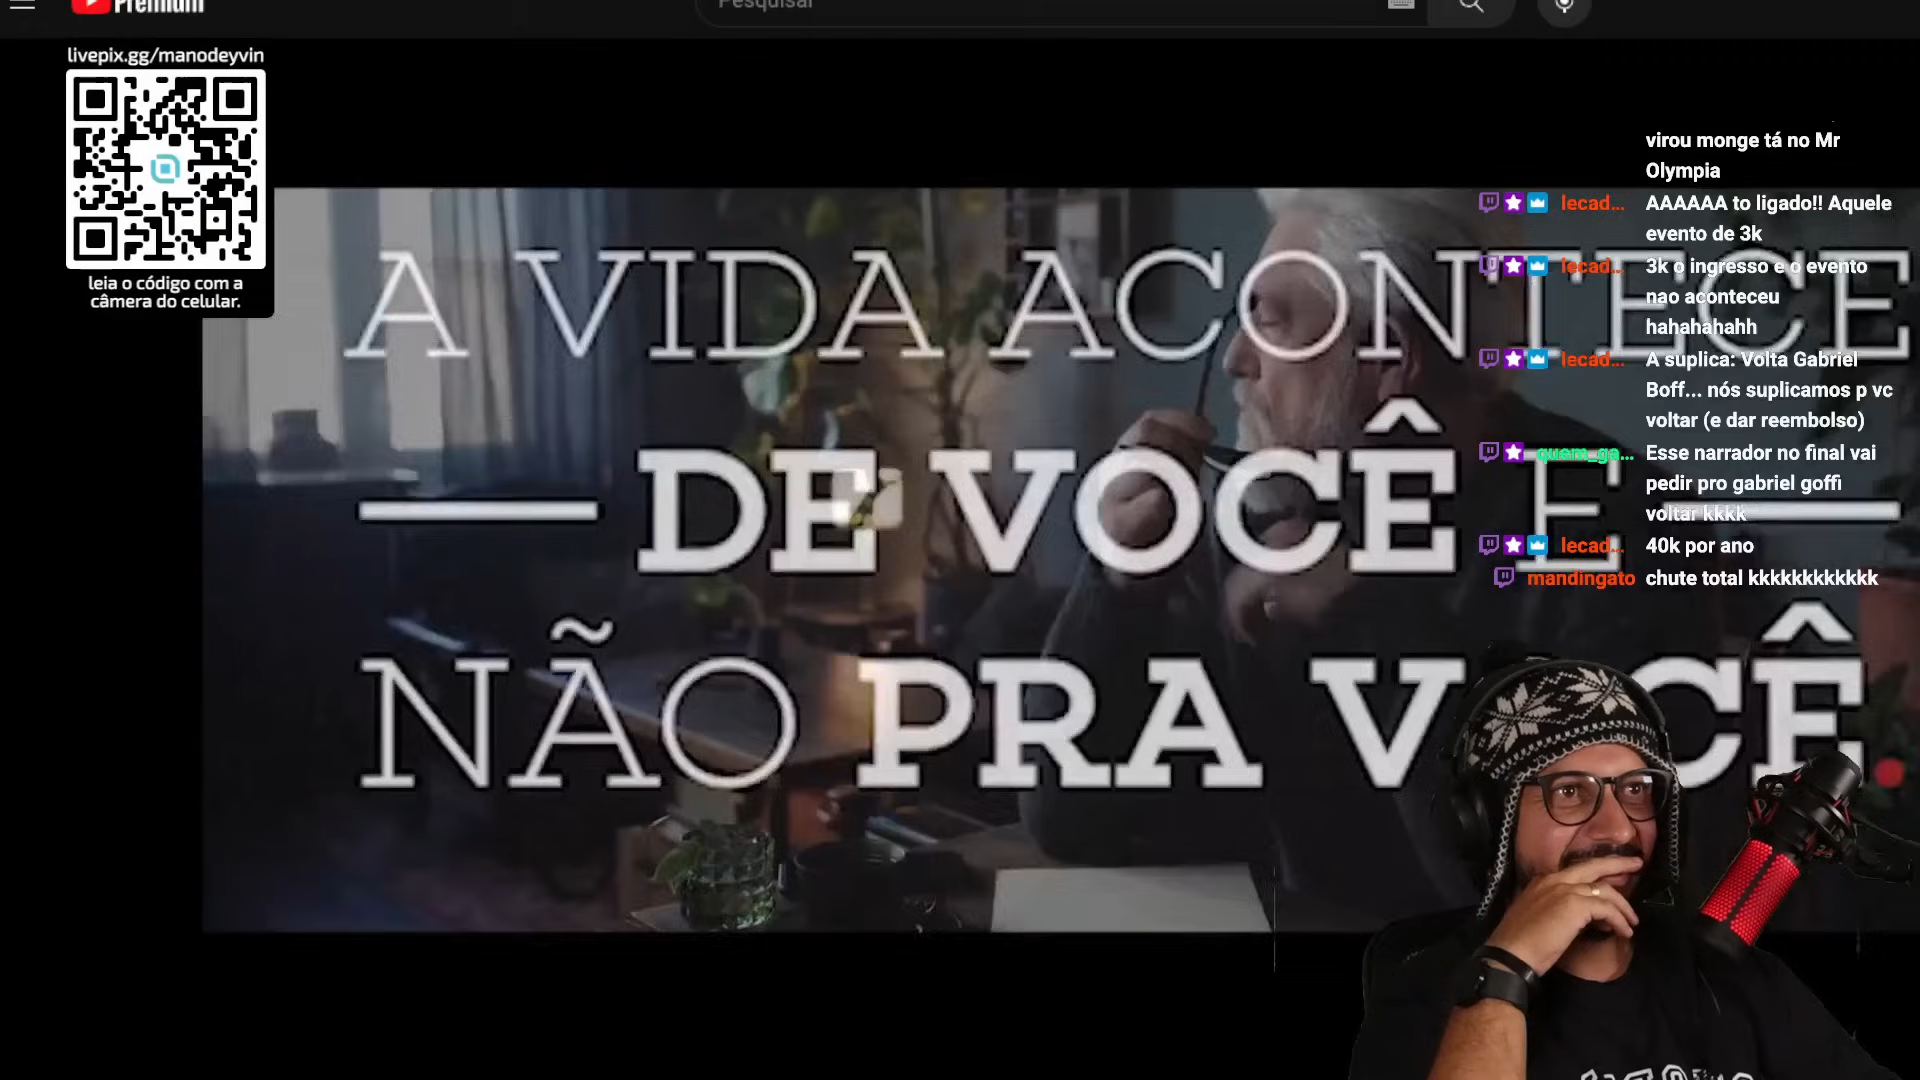 Premium
Pesquisar
livepix.gg/manodeyvin
leia o código com a
câmera do celular.
A VIDA ACONTECE
DE VOCÊ E
NÃO PRA VOCÊ.
virou monge tá no Mr
Olympia
lecad... AAAAAA to ligado!! Aquele
evento de 3k
lecad... 3k o ingresso e o evento
nao aconteceu
hahahahahh
lecad... A suplica: Volta Gabriel
Boff... nós suplicamos p vc
voltar (e dar reembolso)
quem_ga... Esse narrador no final vai
pedir pro gabriel goffi
voltar kkkk
lecad... 40k por ano
mandingato chute total kkkkkkkkkkkk